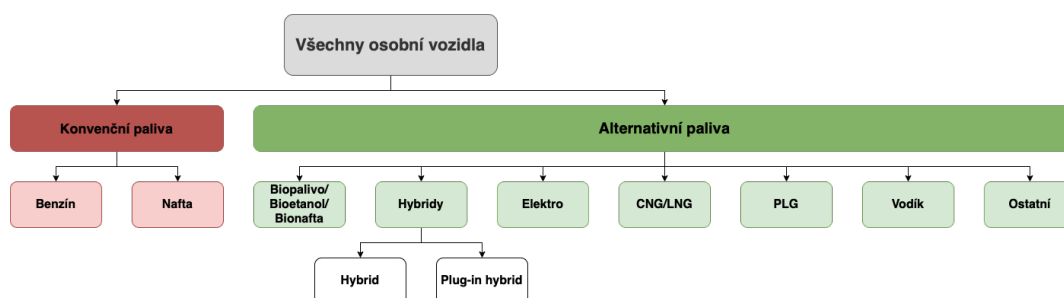 Všechny osobní vozidla
Konvenční paliva
Alternativní paliva
Benzín
Nafta
Biopalivo/
Bioetanol/
Bionafta
Hybridy
Elektro
CNG/LNG
PLG
Vodík
Ostatní
Hybrid
Plug-in hybrid